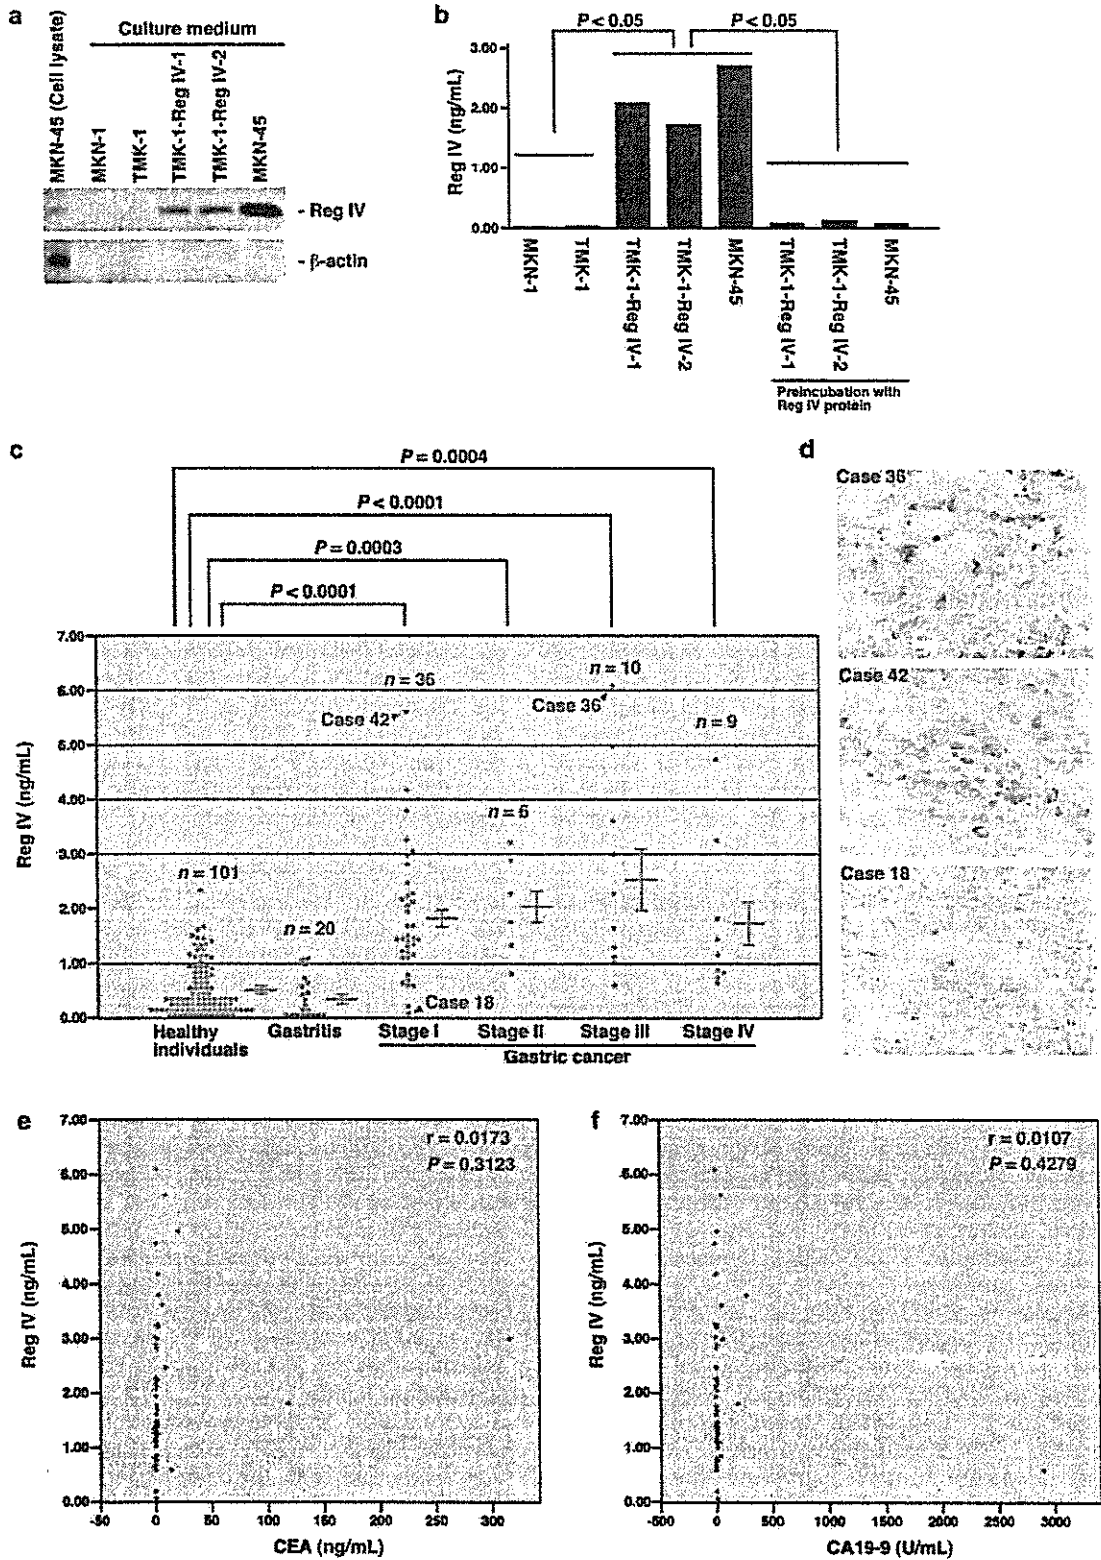 a
Culture medium
MKN-45 (Cell lysate)
MKN-1
TMK-1
TMK-1-Reg IV-1
TMK-1-Reg IV-2
MKN-45
- Reg IV
- β-actin
b
P < 0.05
P < 0.05
Reg IV (ng/mL)
3.00
2.00
1.00
0.00
MKN-1
TMK-1
TMK-1-Reg IV-1
TMK-1-Reg IV-2
MKN-45
TMK-1-Reg IV-1
TMK-1-Reg IV-2
MKN-45
Preincubation with
Reg IV protein
c
P = 0.0004
P < 0.0001
P = 0.0003
P < 0.0001
Reg IV (ng/mL)
7.00
6.00
5.00
4.00
3.00
2.00
1.00
0.00
n = 101
n = 20
n = 36
n = 6
n = 10
n = 9
Case 42
Case 36
Case 18
Healthy
individuals
Gastritis
Stage I
Stage II
Stage III
Stage IV
Gastric cancer
d
Case 36
Case 42
Case 18
e
r = 0.0173
P = 0.3123
Reg IV (ng/mL)
7.00
6.00
5.00
4.00
3.00
2.00
1.00
0.00
-50 0 50 100 150 200 250 300
CEA (ng/mL)
f
r = 0.0107
P = 0.4279
Reg IV (ng/mL)
7.00
6.00
5.00
4.00
3.00
2.00
1.00
0.00
-500 0 500 1000 1500 2000 2500 3000
CA19-9 (U/mL)